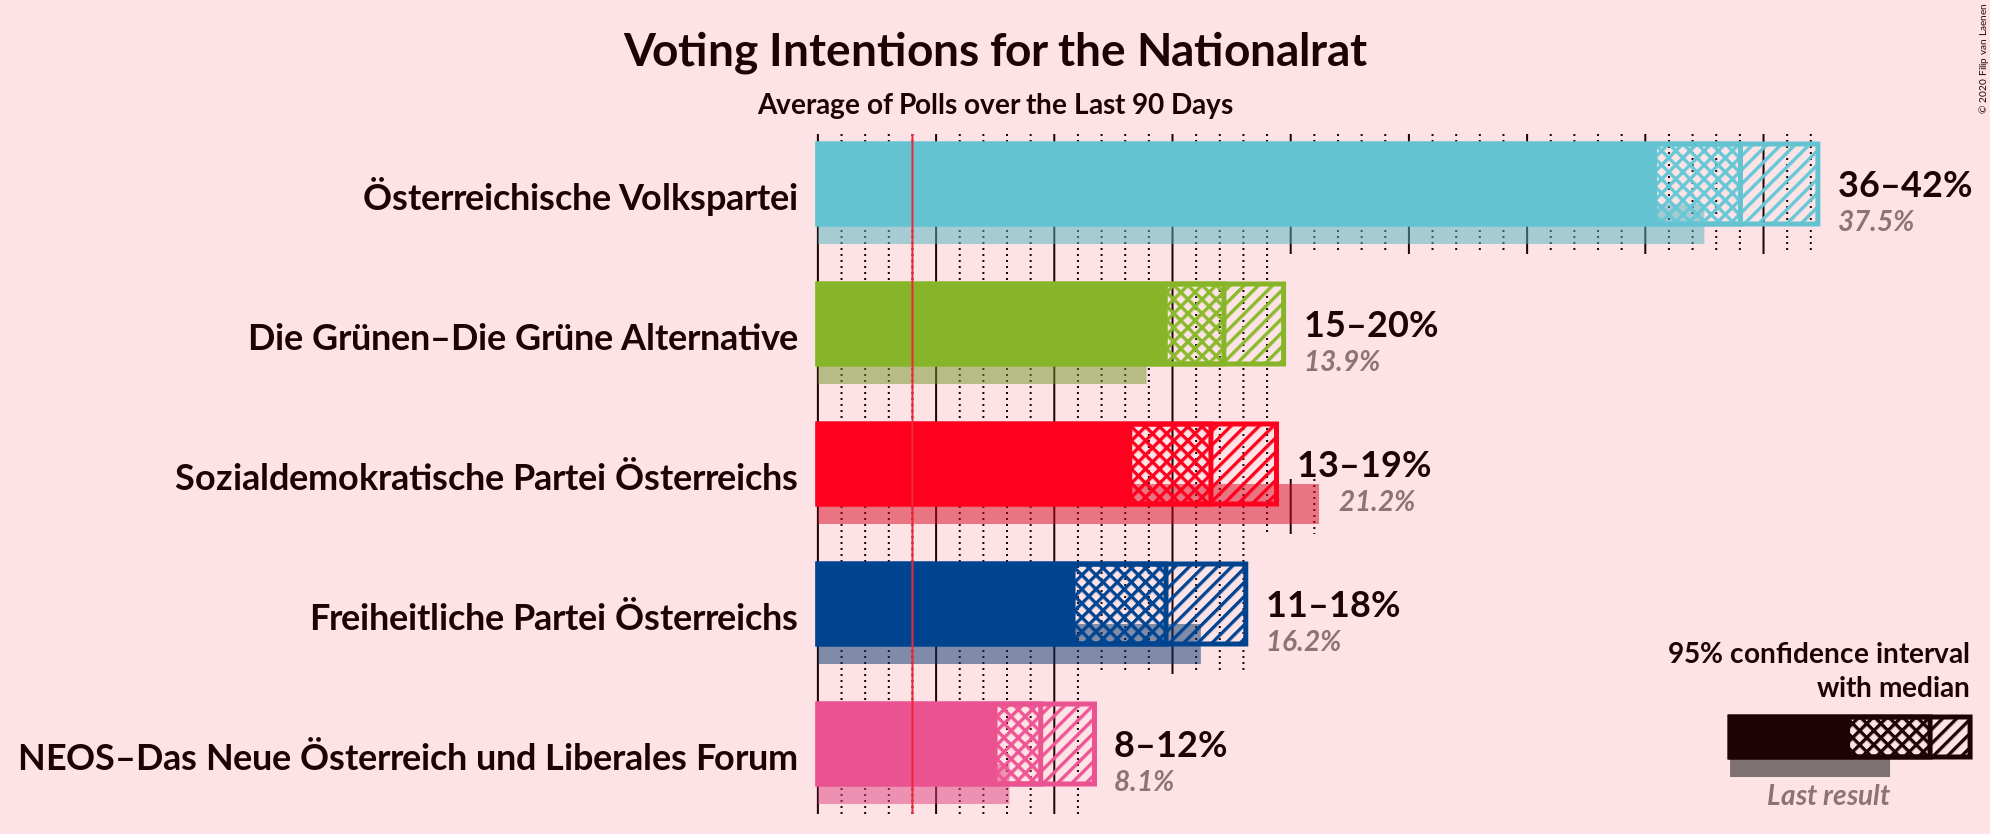 Voting Intentions for the Nationalrat
Average of Polls over the Last 90 Days
© 2020 Filip van Laenen
Österreichische Volkspartei
36–42%
37.5%
Die Grünen–Die Grüne Alternative
15–20%
13.9%
Sozialdemokratische Partei Österreichs
13–19%
21.2%
Freiheitliche Partei Österreichs
11–18%
16.2%
NEOS–Das Neue Österreich und Liberales Forum
8–12%
8.1%
95% confidence interval
with median
Last result